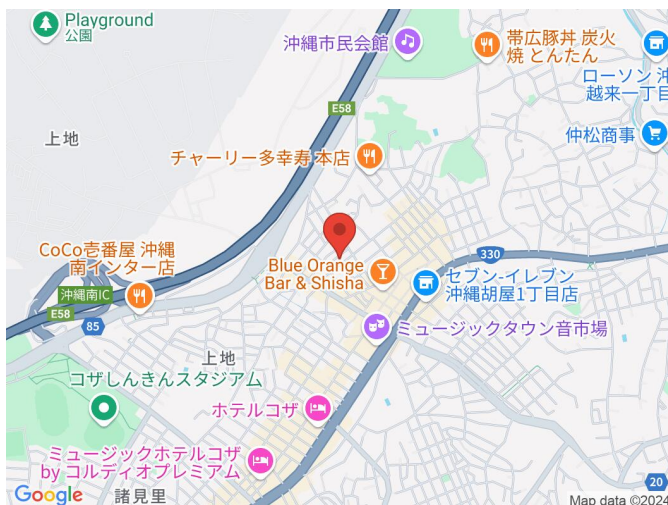 Playground
公園
沖縄市民会館
帯広豚丼 炭火
焼 とんたん
ローソン 沖
越来一丁目
上地
E58
仲松商事
チャーリー多幸寿 本店
CoCo壱番屋 沖縄
南インター店
Blue Orange
Bar & Shisha
330
セブン-イレブン
沖縄胡屋1丁目店
沖縄南IC
E58
85
ミュージックタウン音市場
上地
コザしんきんスタジアム
ホテルコザ
ミュージックホテルコザ
by コルディオプレミアム
20
Google
諸見里
Map data ©2024